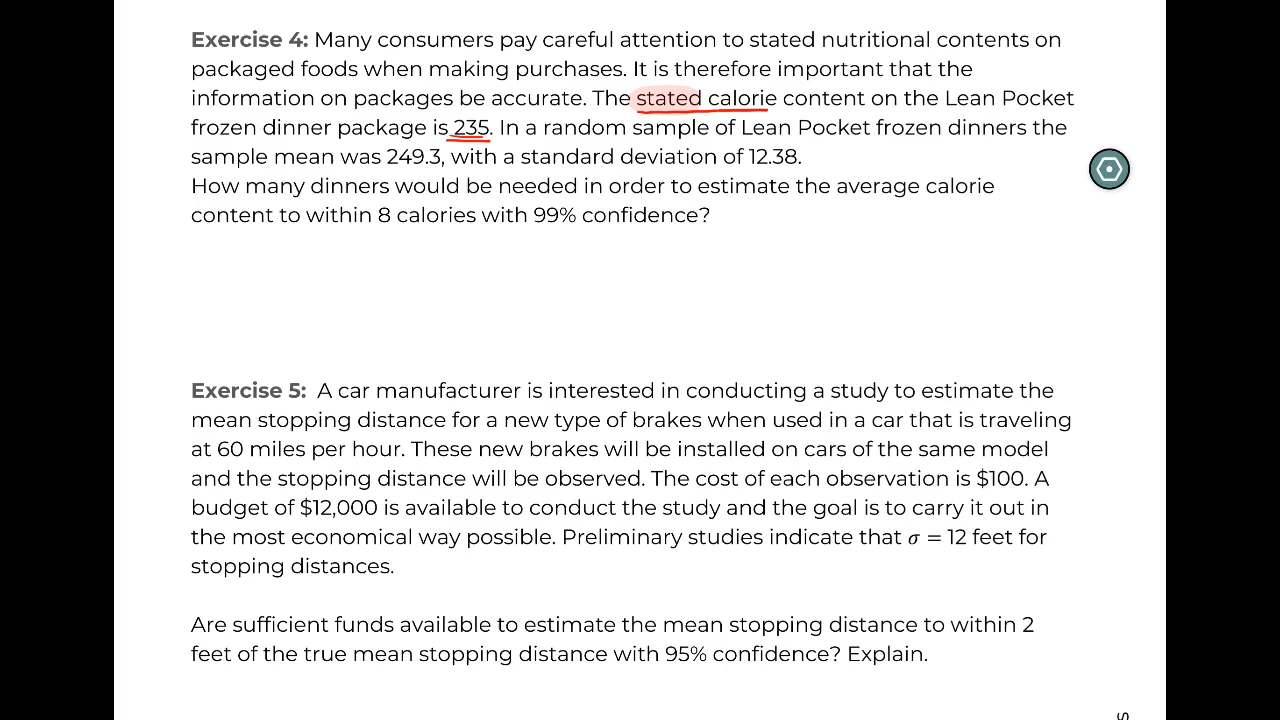 Exercise 4: Many consumers pay careful attention to stated nutritional contents on
packaged foods when making purchases. It is therefore important that the
information on packages be accurate. The stated calorie content on the Lean Pocket
frozen dinner package is 235. In a random sample of Lean Pocket frozen dinners the
sample mean was 249.3, with a standard deviation of 12.38.
How many dinners would be needed in order to estimate the average calorie
content to within 8 calories with 99% confidence?
Exercise 5: A car manufacturer is interested in conducting a study to estimate the
mean stopping distance for a new type of brakes when used in a car that is traveling
at 60 miles per hour. These new brakes will be installed on cars of the same model
and the stopping distance will be observed. The cost of each observation is $100. A
budget of $12,000 is available to conduct the study and the goal is to carry it out in
the most economical way possible. Preliminary studies indicate that σ = 12 feet for
stopping distances.
Are sufficient funds available to estimate the mean stopping distance to within 2
feet of the true mean stopping distance with 95% confidence? Explain.